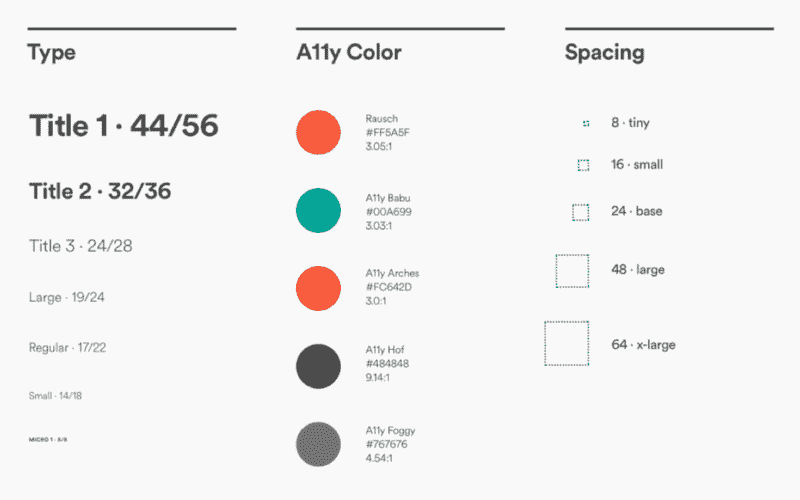 Type
Title 1 · 44/56
Title 2 · 32/36
Title 3 · 24/28
Large · 19/24
Regular · 17/22
Small · 14/18
MICRO 1 · 8/8
A11y Color
Rausch
#FF5A5F
3.05:1
A11y Babu
#00A699
3.03:1
A11y Arches
#FC642D
3.0:1
A11y Hof
#484848
9.14:1
A11y Foggy
#767676
4.54:1
Spacing
8 · tiny
16 · small
24 · base
48 · large
64 · x-large